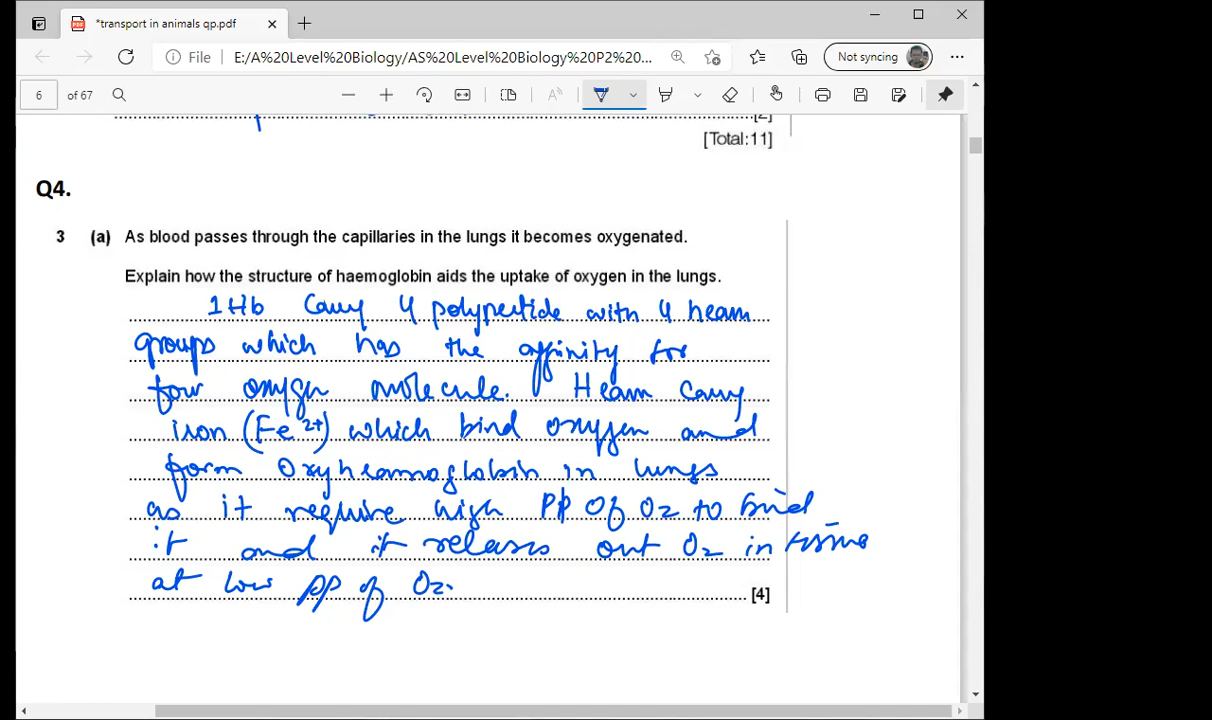 *transport in animals qp.pdf
File E:/A%20Level%20Biology/AS%20Level%20Biology%20P2%20... Not syncing
6 of 67
[2]
[Total:11]
Q4.
3 (a) As blood passes through the capillaries in the lungs it becomes oxygenated.
Explain how the structure of haemoglobin aids the uptake of oxygen in the lungs.
1Hb Carry 4 polypeptide with 4 heam
groups which has the affinity for
four oxygen molecule. Heam carry
iron (Fe2+) which bind oxygen and
form Oxyheamoglobin in lungs
as it require high pp Of O2 to bind
it and it releases out O2 in tissue
at low pp of O2.
[4]